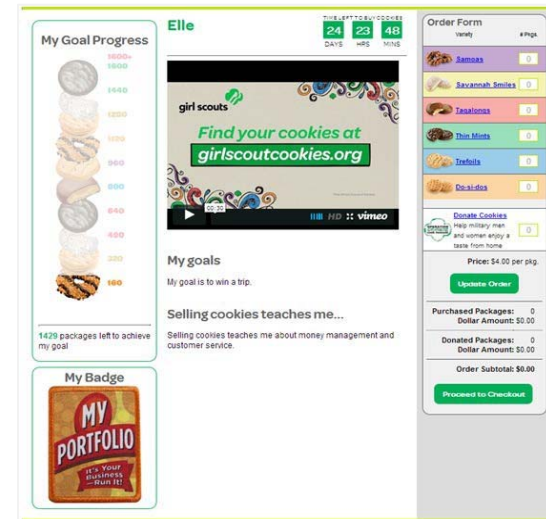 Elle
TIME LEFT TO BUY COOKIES
24 23 48
DAYS HRS MINS
My Goal Progress
1600+
1600
1440
1280
960
800
640
480
320
160
1429 packages left to achieve
my goal
My Badge
MY
PORTFOLIO
It's Your
Business
—Run It!
girl scouts
Find your cookies at
girlscoutcookies.org
00:30
HD vimeo
My goals
My goal is to win a trip.
Selling cookies teaches me...
Selling cookies teaches me about money management and
customer service.
Order Form
Variety # Pkgs.
Samoas 0
Savannah Smiles 0
Tagalongs 0
Thin Mints 0
Trefoils 0
Do-si-dos 0
Donate Cookies
Help military men
and women enjoy a 0
taste from home
Price: $4.00 per pkg.
Update Order
Purchased Packages: 0
Dollar Amount: $0.00
Donated Packages: 0
Dollar Amount: $0.00
Order Subtotal: $0.00
Proceed to Checkout